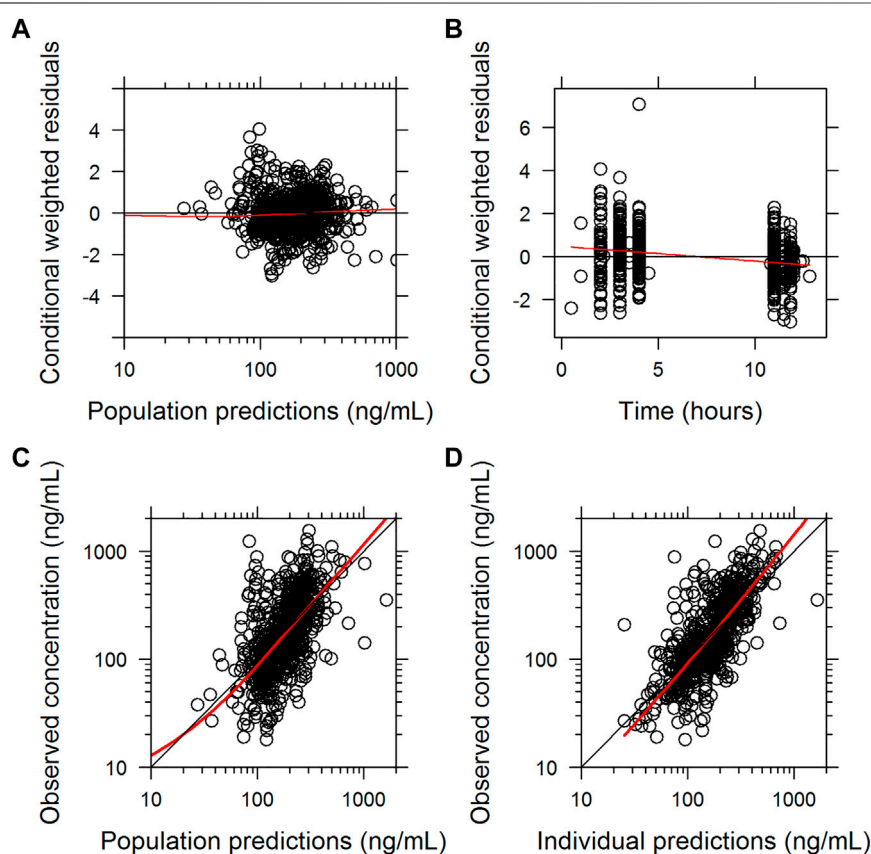 A
Conditional weighted residuals
4
2
0
-2
-4
10 100 1000
Population predictions (ng/mL)
B
Conditional weighted residuals
6
4
2
0
-2
0 5 10
Time (hours)
C
Observed concentration (ng/mL)
1000
100
10
10 100 1000
Population predictions (ng/mL)
D
Observed concentration (ng/mL)
1000
100
10
10 100 1000
Individual predictions (ng/mL)